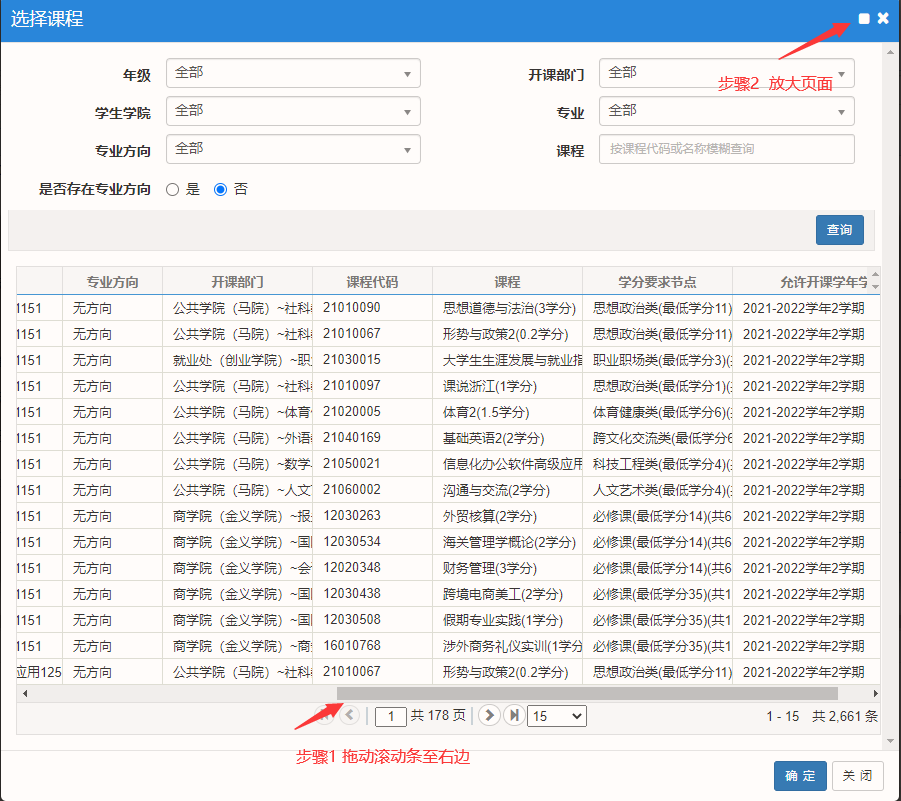 选择课程
年级 全部 开课部门 全部
步骤2 放大页面
学生学院 全部 专业 全部
专业方向 全部 课程 按课程代码或名称模糊查询
是否存在专业方向 是 否
查询
专业方向 开课部门 课程代码 课程 学分要求节点 允许开课学年学
1151 无方向 公共学院（马院）~社科 21010090 思想道德与法治(3学分) 思想政治类(最低学分11) 2021-2022学年2学期
1151 无方向 公共学院（马院）~社科 21010067 形势与政策2(0.2学分) 思想政治类(最低学分11) 2021-2022学年2学期
1151 无方向 就业处（创业学院）~职 21030015 大学生生涯发展与就业指 职业职场类(最低学分3)( 2021-2022学年2学期
1151 无方向 公共学院（马院）~社科 21010097 课说浙江(1学分) 思想政治类(最低学分1)( 2021-2022学年2学期
1151 无方向 公共学院（马院）~体育 21020005 体育2(1.5学分) 体育健康类(最低学分6)( 2021-2022学年2学期
1151 无方向 公共学院（马院）~外语 21040169 基础英语2(2学分) 跨文化交流类(最低学分6 2021-2022学年2学期
1151 无方向 公共学院（马院）~数学 21050021 信息化办公软件高级应用 科技工程类(最低学分4)( 2021-2022学年2学期
1151 无方向 公共学院（马院）~人文 21060002 沟通与交流(2学分) 人文艺术类(最低学分4)( 2021-2022学年2学期
1151 无方向 商学院（金义学院）~报 12030263 外贸核算(2学分) 必修课(最低学分14)(共6 2021-2022学年2学期
1151 无方向 商学院（金义学院）~国 12030534 海关管理学概论(2学分) 必修课(最低学分14)(共6 2021-2022学年2学期
1151 无方向 商学院（金义学院）~会 12020348 财务管理(3学分) 必修课(最低学分14)(共6 2021-2022学年2学期
1151 无方向 商学院（金义学院）~国 12030438 跨境电商美工(2学分) 必修课(最低学分35)(共1 2021-2022学年2学期
1151 无方向 商学院（金义学院）~国 12030508 假期专业实践(1学分) 必修课(最低学分35)(共1 2021-2022学年2学期
1151 无方向 商学院（金义学院）~商 16010768 涉外商务礼仪实训(1学分 必修课(最低学分35)(共1 2021-2022学年2学期
应用125 无方向 公共学院（马院）~社科 21010067 形势与政策2(0.2学分) 思想政治类(最低学分11) 2021-2022学年2学期
1 共 178 页 15 1 - 15 共 2,661 条
步骤1 拖动滚动条至右边
确 定 关 闭